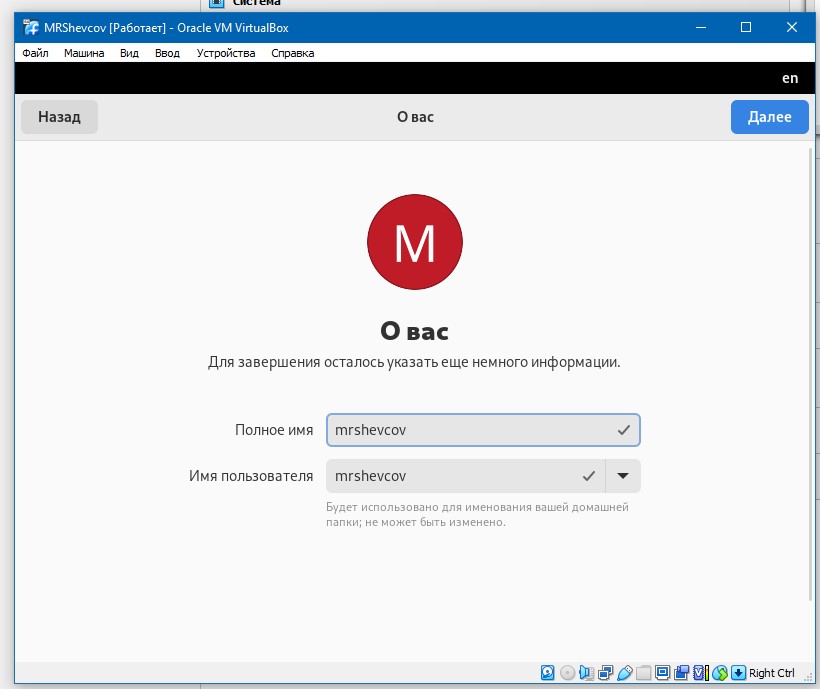 Система
MRShevcov [Работает] - Oracle VM VirtualBox
Файл Машина Вид Ввод Устройства Справка
en
Назад О вас Далее
M
О вас
Для завершения осталось указать еще немного информации.
Полное имя mrshevcov
Имя пользователя mrshevcov
Будет использовано для именования вашей домашней
папки; не может быть изменено.
Right Ctrl